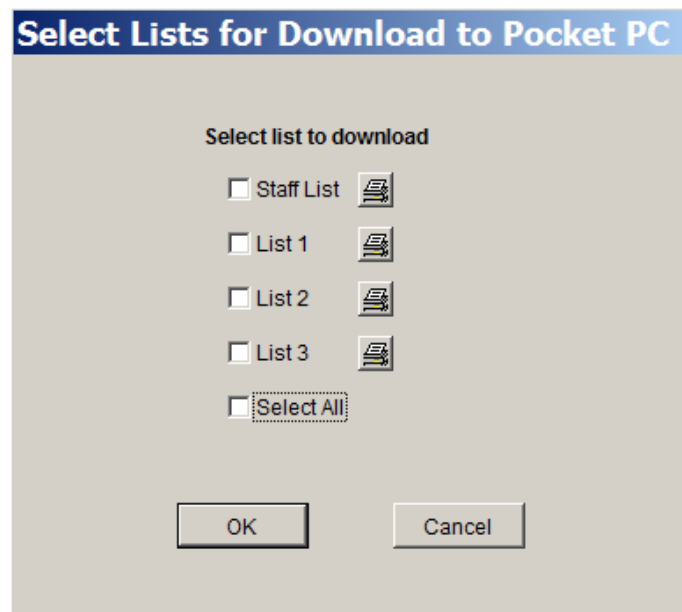 Select Lists for Download to Pocket PC
Select list to download
Staff List
List 1
List 2
List 3
Select All
OK Cancel